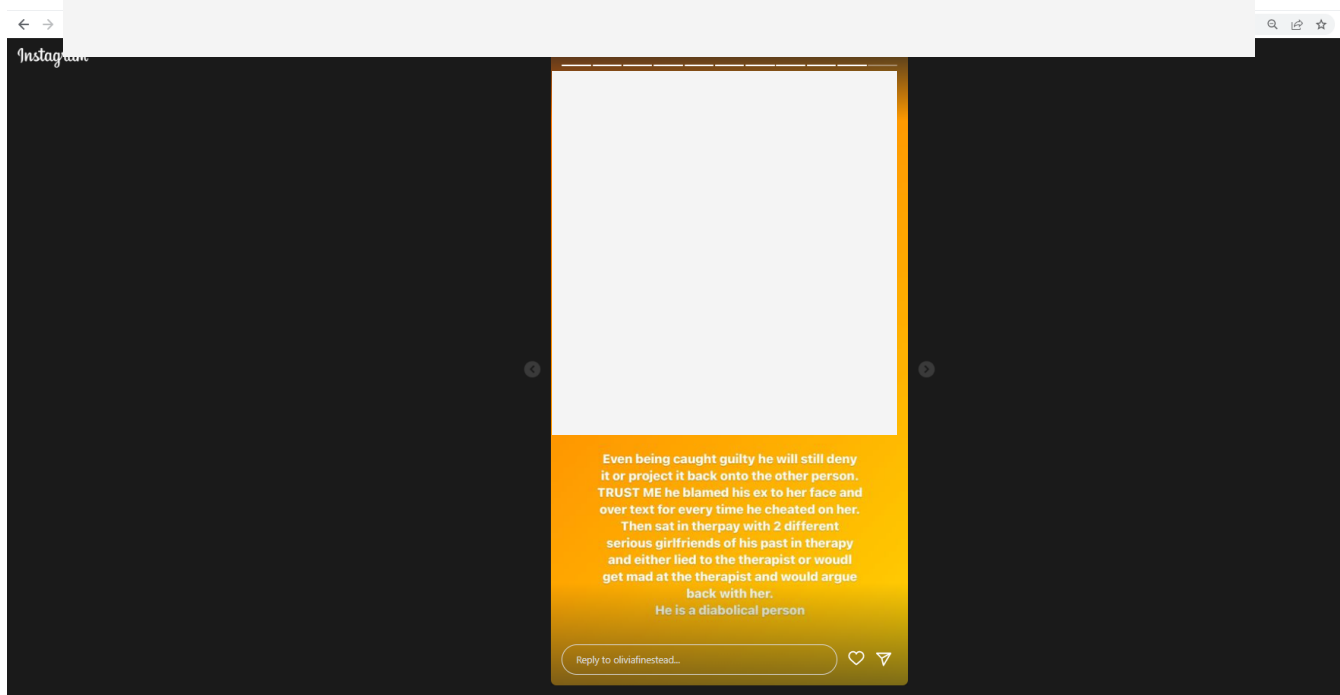 Instagram
Even being caught guilty he will still deny
it or project it back onto the other person.
TRUST ME he blamed his ex to her face and
over text for every time he cheated on her.
Then sat in therpay with 2 different
serious girlfriends of his past in therapy
and either lied to the therapist or woudl
get mad at the therapist and would argue
back with her.
He is a diabolical person
Reply to oliviafinestead...